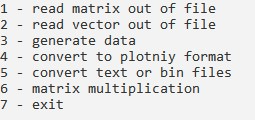 1 - read matrix out of file
2 - read vector out of file
3 - generate data
4 - convert to plotniy format
5 - convert text or bin files
6 - matrix multiplication
7 - exit